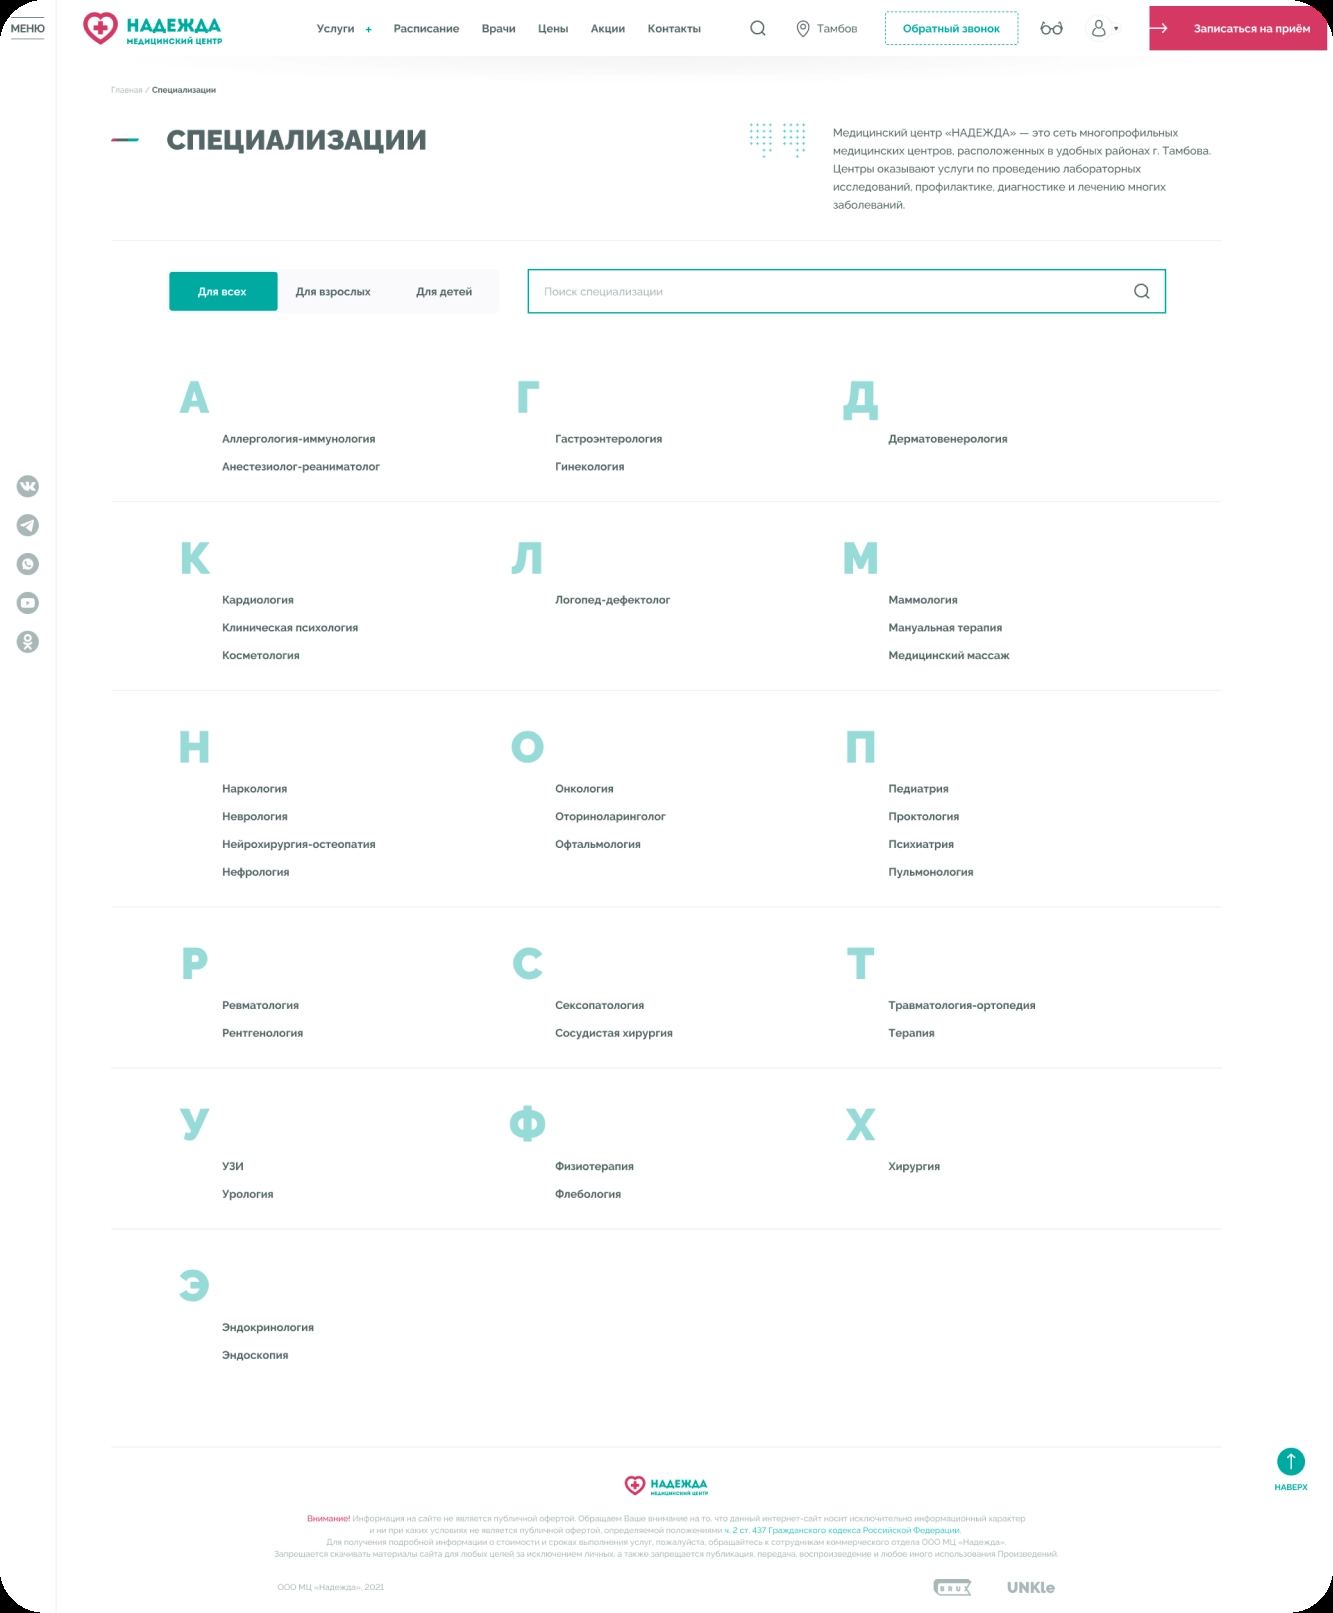 МЕНЮ
НАДЕЖДА
МЕДИЦИНСКИЙ ЦЕНТР
Услуги +
Расписание
Врачи
Цены
Акции
Контакты
Тамбов
Обратный звонок
Записаться на приём
Главная / Специализации
СПЕЦИАЛИЗАЦИИ
Медицинский центр «НАДЕЖДА» — это сеть многопрофильных
медицинских центров, расположенных в удобных районах г. Тамбова.
Центры оказывают услуги по проведению лабораторных
исследований, профилактике, диагностике и лечению многих
заболеваний.
Для всех
Для взрослых
Для детей
Поиск специализации
А
Аллергология-иммунология
Анестезиолог-реаниматолог
Г
Гастроэнтерология
Гинекология
Д
Дерматовенерология
К
Кардиология
Клиническая психология
Косметология
Л
Логопед-дефектолог
М
Маммология
Мануальная терапия
Медицинский массаж
Н
Наркология
Неврология
Нейрохирургия-остеопатия
Нефрология
О
Онкология
Оториноларинголог
Офтальмология
П
Педиатрия
Проктология
Психиатрия
Пульмонология
Р
Ревматология
Рентгенология
С
Сексопатология
Сосудистая хирургия
Т
Травматология-ортопедия
Терапия
У
УЗИ
Урология
Ф
Физиотерапия
Флебология
Х
Хирургия
Э
Эндокринология
Эндоскопия
НАВЕРХ
НАДЕЖДА
МЕДИЦИНСКИЙ ЦЕНТР
Внимание! Информация на сайте не является публичной офертой. Обращаем Ваше внимание на то, что данный интернет-сайт носит исключительно информационный характер
и ни при каких условиях не является публичной офертой, определяемой положениями ч. 2 ст. 437 Гражданского кодекса Российской Федерации.
Для получения подробной информации о стоимости и сроках выполнения услуг, пожалуйста, обращайтесь к сотрудникам коммерческого отдела ООО МЦ «Надежда».
Запрещается скачивать материалы сайта для любых целей за исключением личных, а также запрещается публикация, передача, воспроизведение и любое иного использования Произведений.
ООО МЦ «Надежда», 2021
BRUX
UNKle